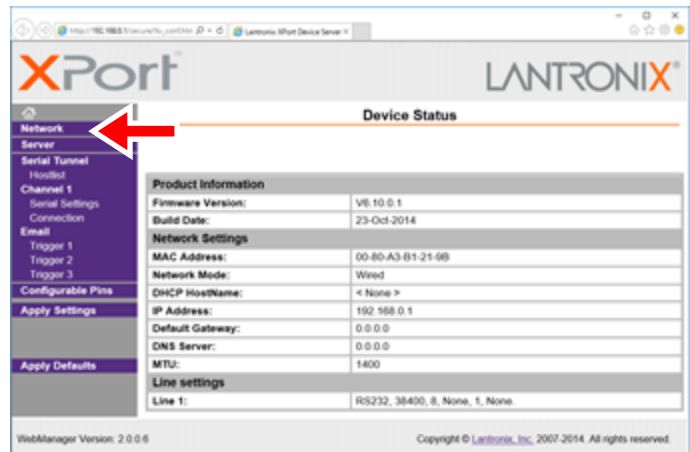 Lantronix XPort Device Server
XPort
LANTRONIX®
Device Status
Network
Server
Serial Tunnel
Hostlist
Channel 1
Serial Settings
Connection
Email
Trigger 1
Trigger 2
Trigger 3
Configurable Pins
Apply Settings
Apply Defaults
Product Information
Firmware Version: V6.10.0.1
Build Date: 23-Oct-2014
Network Settings
MAC Address: 00-80-A3-B1-21-9B
Network Mode: Wired
DHCP HostName: < None >
IP Address: 192.168.0.1
Default Gateway: 0.0.0.0
DNS Server: 0.0.0.0
MTU: 1400
Line settings
Line 1: RS232, 38400, 8, None, 1, None.
WebManager Version: 2.0.0.6
Copyright © Lantronix, Inc. 2007-2014. All rights reserved.